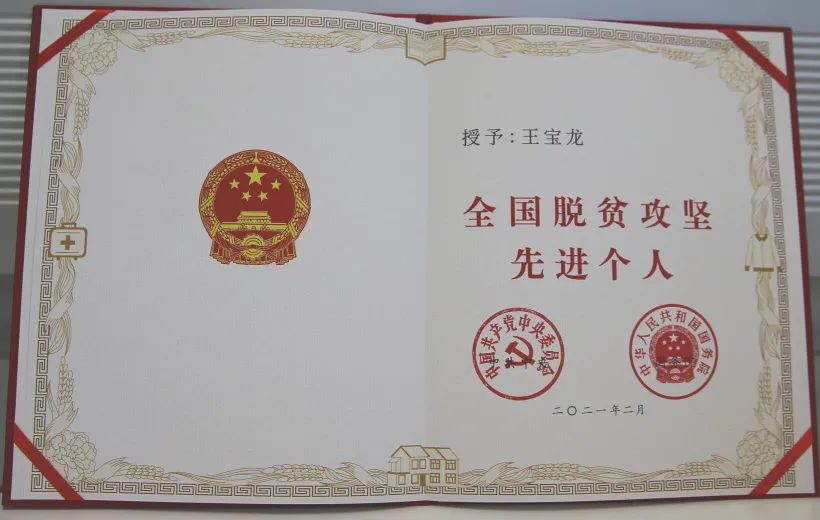 授予：王宝龙
全国脱贫攻坚
先进个人
中国共产党中央委员会
中华人民共和国国务院
二〇二一年二月